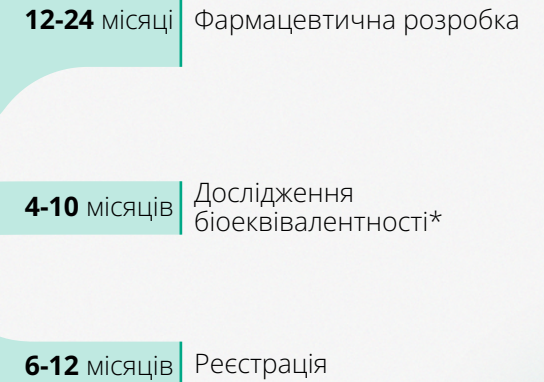 12-24 місяці Фармацевтична розробка
4-10 місяців Дослідження
біоеквівалентності*
6-12 місяців Реєстрація